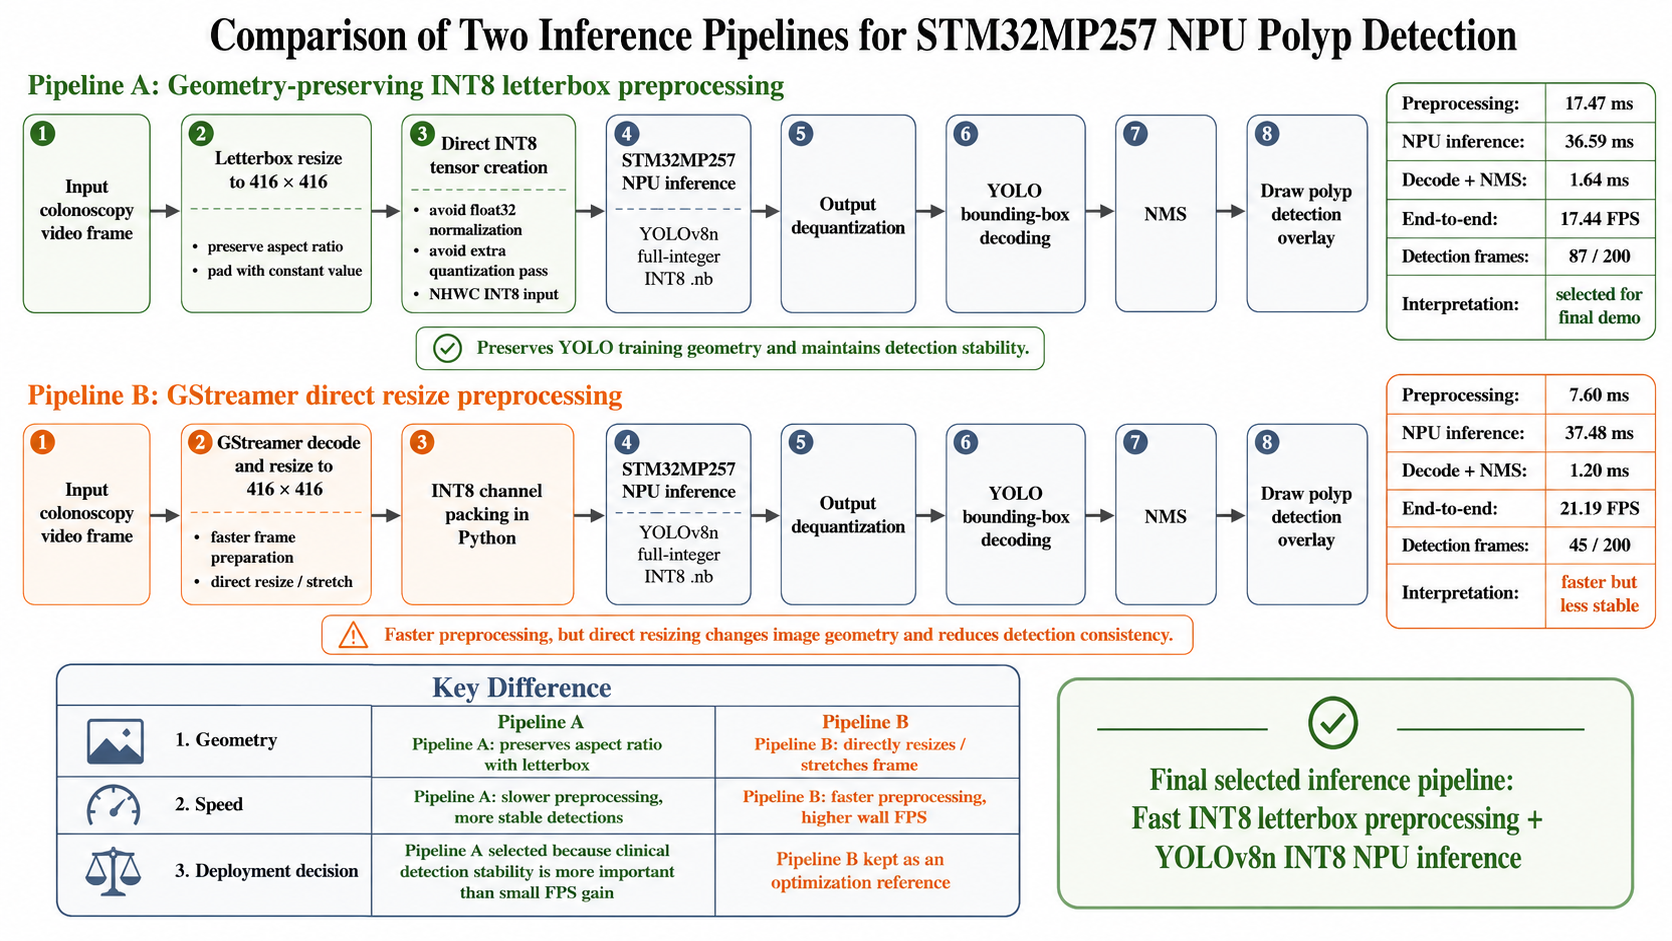 Comparison of Two Inference Pipelines for STM32MP257 NPU Polyp Detection
Pipeline A: Geometry-preserving INT8 letterbox preprocessing
1
Input
colonoscopy
video frame
2
Letterbox resize
to 416 × 416
• preserve aspect ratio
• pad with constant value
3
Direct INT8
tensor creation
• avoid float32
normalization
• avoid extra
quantization pass
• NHWC INT8 input
4
STM32MP257
NPU inference
YOLOv8n
full-integer
INT8 .nb
5
Output
dequantization
6
YOLO
bounding-box
decoding
7
NMS
8
Draw polyp
detection
overlay
Preprocessing: 17.47 ms
NPU inference: 36.59 ms
Decode + NMS: 1.64 ms
End-to-end: 17.44 FPS
Detection frames: 87 / 200
Interpretation: selected for
final demo
Preserves YOLO training geometry and maintains detection stability.
Pipeline B: GStreamer direct resize preprocessing
1
Input
colonoscopy
video frame
2
GStreamer decode
and resize to
416 × 416
• faster frame
preparation
• direct resize / stretch
3
INT8 channel
packing in
Python
4
STM32MP257
NPU inference
YOLOv8n
full-integer
INT8 .nb
5
Output
dequantization
6
YOLO
bounding-box
decoding
7
NMS
8
Draw polyp
detection
overlay
Preprocessing: 7.60 ms
NPU inference: 37.48 ms
Decode + NMS: 1.20 ms
End-to-end: 21.19 FPS
Detection frames: 45 / 200
Interpretation: faster but
less stable
Faster preprocessing, but direct resizing changes image geometry and reduces detection consistency.
Key Difference
Pipeline A
Pipeline B
1. Geometry
Pipeline A: preserves aspect ratio
with letterbox
Pipeline B: directly resizes /
stretches frame
2. Speed
Pipeline A: slower preprocessing,
more stable detections
Pipeline B: faster preprocessing,
higher wall FPS
3. Deployment decision
Pipeline A selected because clinical
detection stability is more important
than small FPS gain
Pipeline B kept as an
optimization reference
Final selected inference pipeline:
Fast INT8 letterbox preprocessing +
YOLOv8n INT8 NPU inference